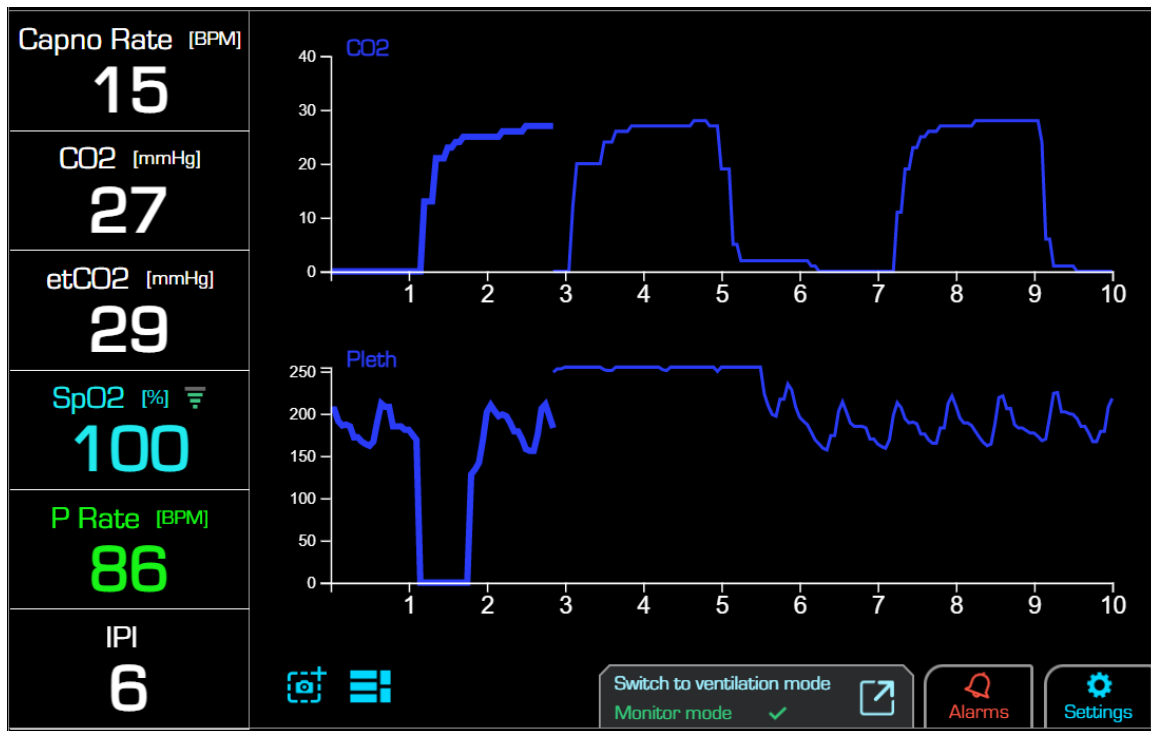 Capno Rate [BPM]
15
CO2 [mmHg]
27
etCO2 [mmHg]
29
SpO2 [%]
100
P Rate [BPM]
86
IPI
6
CO2
40
30
20
10
0
1 2 3 4 5 6 7 8 9 10
Pleth
250
200
150
100
50
0
1 2 3 4 5 6 7 8 9 10
Switch to ventilation mode
Monitor mode
Alarms
Settings